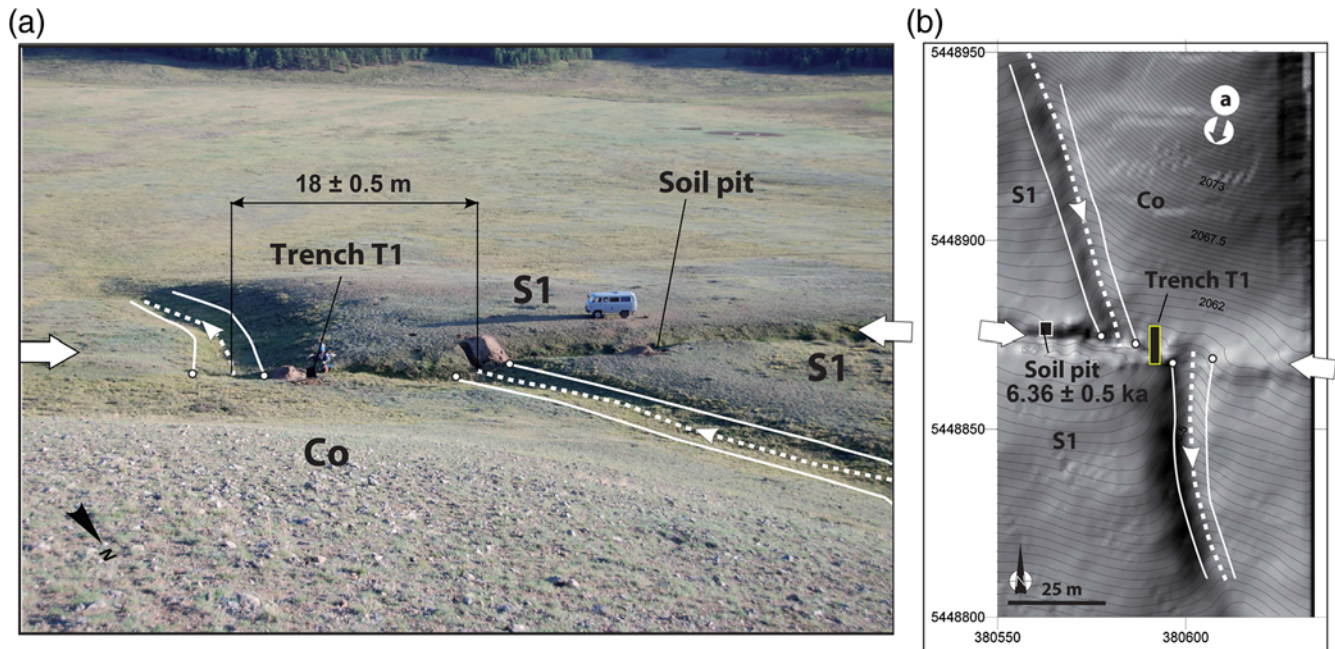 (a)
18 ± 0.5 m
Soil pit
Trench T1
S1
S1
Co
N
(b)
5448950
a
S1
Co
2073
2067.5
5448900
Trench T1
2062
Soil pit
6.36 ± 0.5 ka
5448850
S1
N
25 m
5448800
380550
380600